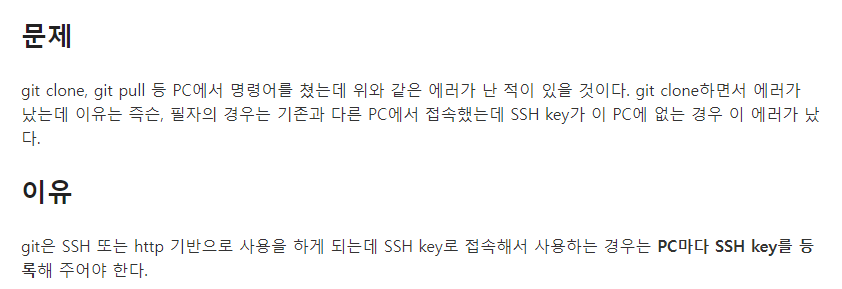 문제
git clone, git pull 등 PC에서 명령어를 쳤는데 위와 같은 에러가 난 적이 있을 것이다. git clone하면서 에러가
났는데 이유는 즉슨, 필자의 경우는 기존과 다른 PC에서 접속했는데 SSH key가 이 PC에 없는 경우 이 에러가 났
다.
이유
git은 SSH 또는 http 기반으로 사용을 하게 되는데 SSH key로 접속해서 사용하는 경우는 PC마다 SSH key를 등
록해 주어야 한다.